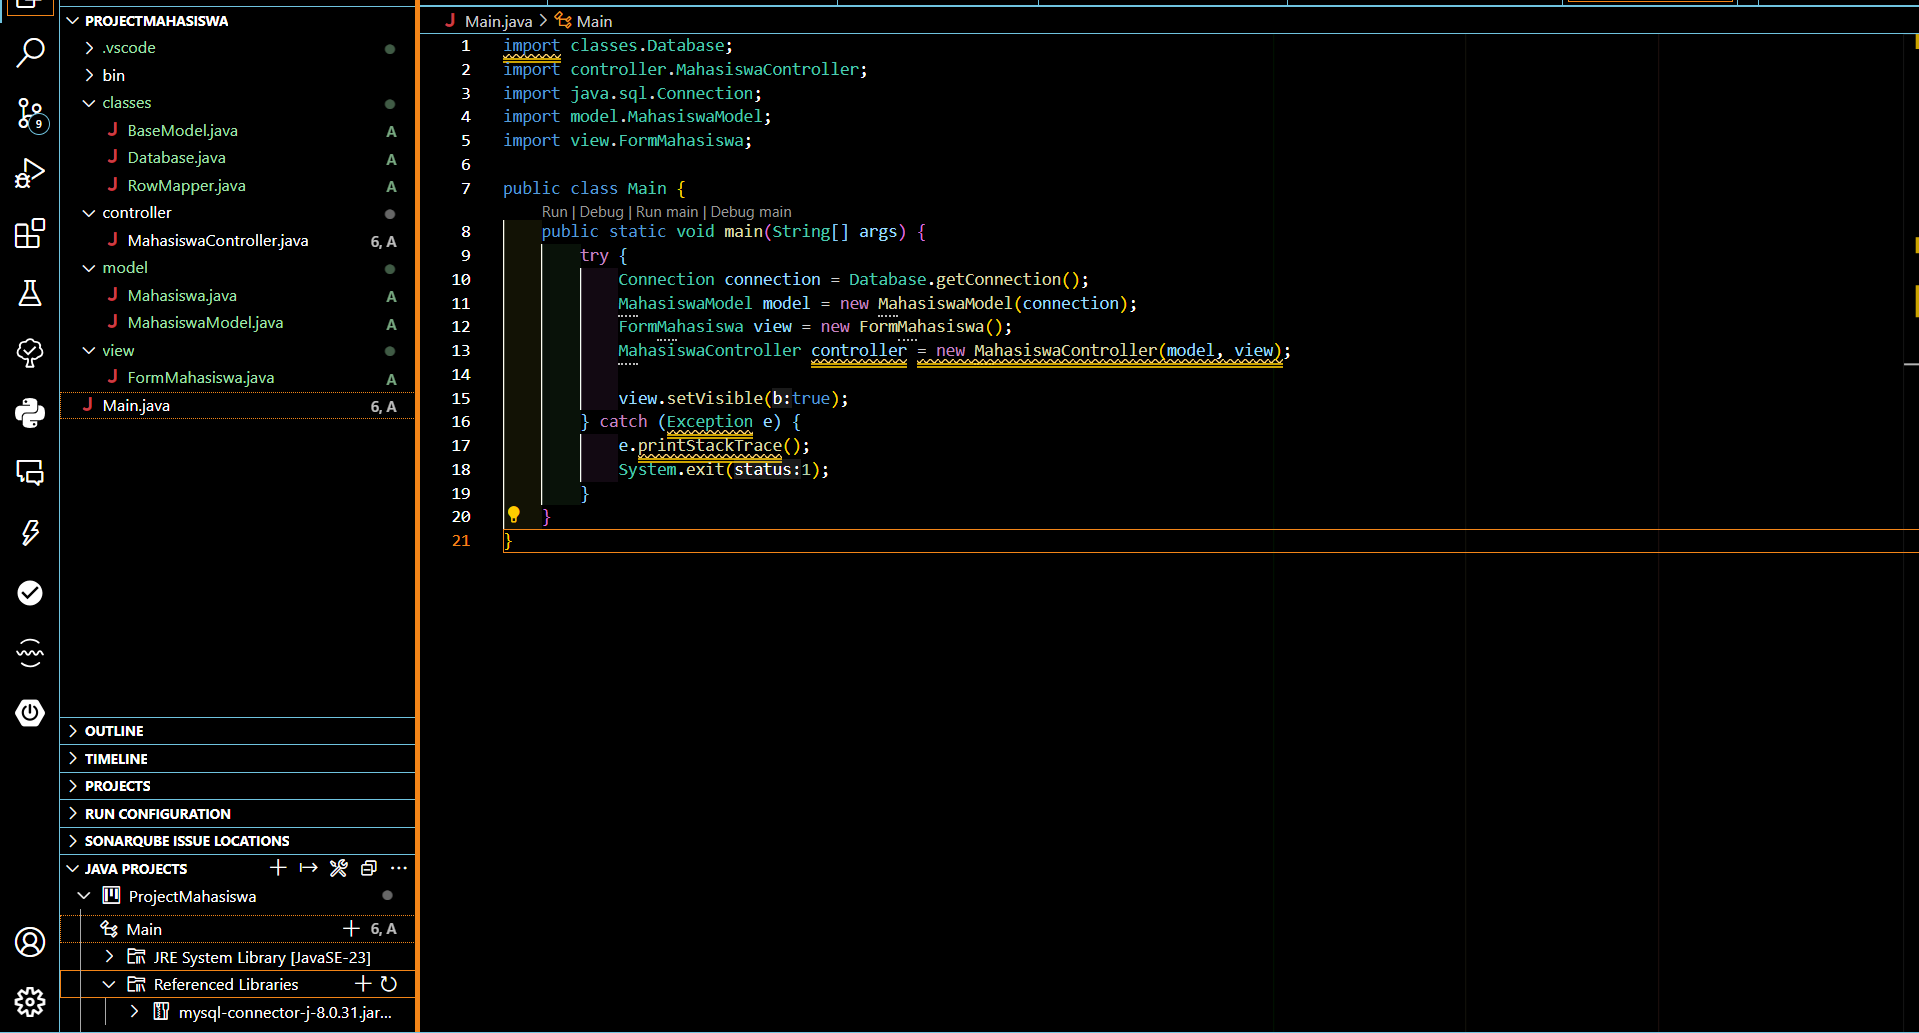 PROJECTMAHASISWA
.vscode
bin
classes
BaseModel.java A
Database.java A
RowMapper.java A
controller
MahasiswaController.java 6, A
model
Mahasiswa.java A
MahasiswaModel.java A
view
FormMahasiswa.java A
Main.java 6, A
9
OUTLINE
TIMELINE
PROJECTS
RUN CONFIGURATION
SONARQUBE ISSUE LOCATIONS
JAVA PROJECTS
ProjectMahasiswa
Main 6, A
JRE System Library [JavaSE-23]
Referenced Libraries
mysql-connector-j-8.0.31.jar...
J Main.java > Main
1 import classes.Database;
2 import controller.MahasiswaController;
3 import java.sql.Connection;
4 import model.MahasiswaModel;
5 import view.FormMahasiswa;
6
7 public class Main {
Run | Debug | Run main | Debug main
8 public static void main(String[] args) {
9 try {
10 Connection connection = Database.getConnection();
11 MahasiswaModel model = new MahasiswaModel(connection);
12 FormMahasiswa view = new FormMahasiswa();
13 MahasiswaController controller = new MahasiswaController(model, view);
14
15 view.setVisible(b:true);
16 } catch (Exception e) {
17 e.printStackTrace();
18 System.exit(status:1);
19 }
20 }
21 }